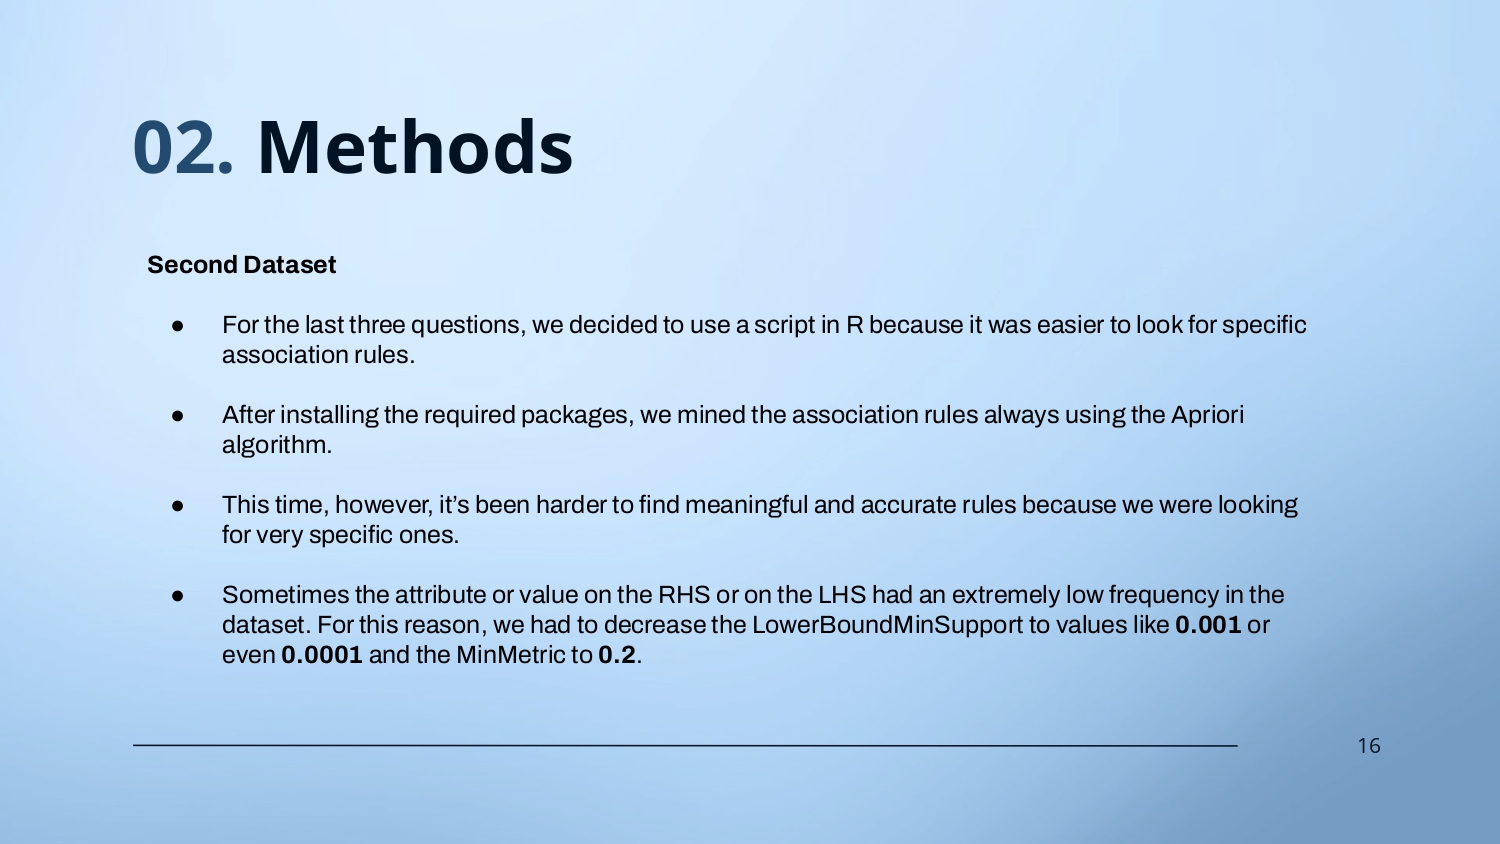 02. Methods
Second Dataset
● For the last three questions, we decided to use a script in R because it was easier to look for specific
association rules.
● After installing the required packages, we mined the association rules always using the Apriori
algorithm.
● This time, however, it’s been harder to find meaningful and accurate rules because we were looking
for very specific ones.
● Sometimes the attribute or value on the RHS or on the LHS had an extremely low frequency in the
dataset. For this reason, we had to decrease the LowerBoundMinSupport to values like 0.001 or
even 0.0001 and the MinMetric to 0.2.
16